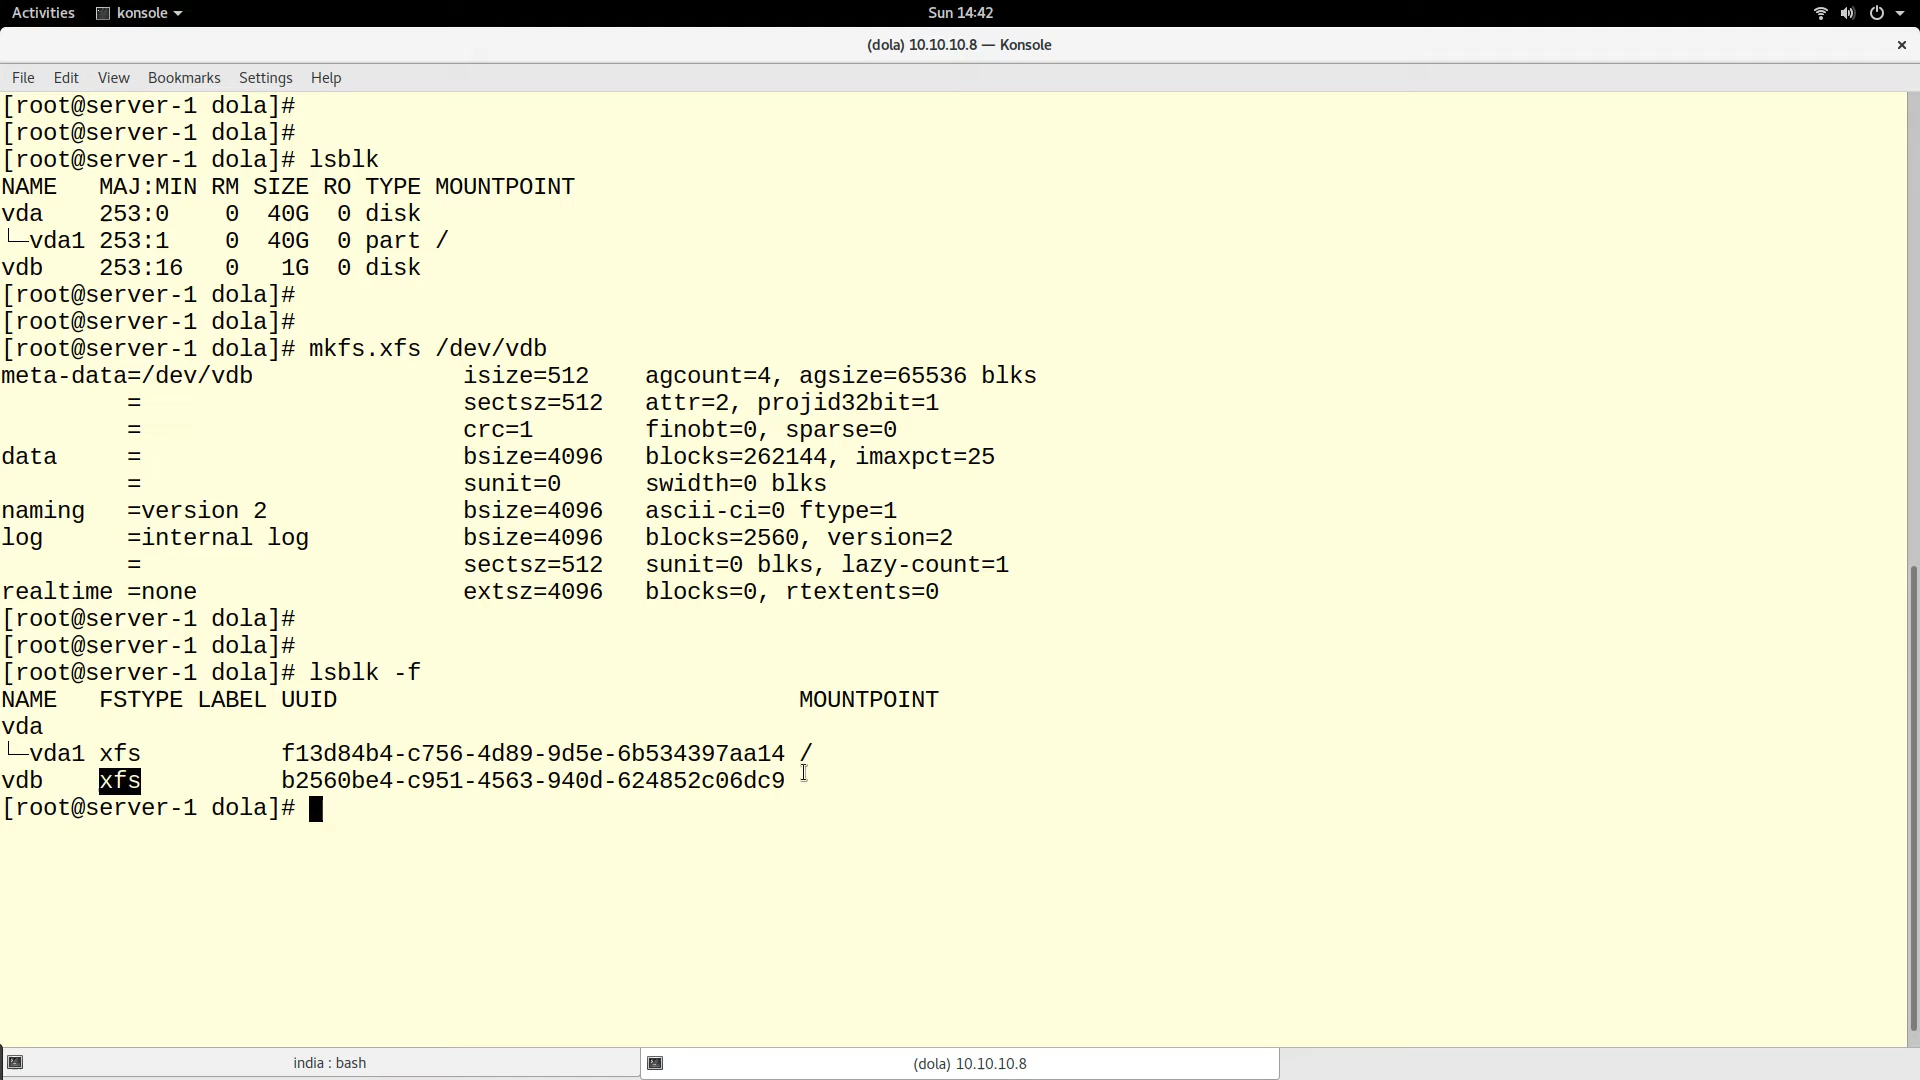 Activities konsole Sun 14:42
(dola) 10.10.10.8 — Konsole
File Edit View Bookmarks Settings Help
[root@server-1 dola]#
[root@server-1 dola]#
[root@server-1 dola]# lsblk
NAME   MAJ:MIN RM SIZE RO TYPE MOUNTPOINT
vda    253:0    0  40G  0 disk
└─vda1 253:1    0  40G  0 part /
vdb    253:16   0   1G  0 disk
[root@server-1 dola]#
[root@server-1 dola]#
[root@server-1 dola]# mkfs.xfs /dev/vdb
meta-data=/dev/vdb               isize=512    agcount=4, agsize=65536 blks
         =                       sectsz=512   attr=2, projid32bit=1
         =                       crc=1        finobt=0, sparse=0
data     =                       bsize=4096   blocks=262144, imaxpct=25
         =                       sunit=0      swidth=0 blks
naming   =version 2              bsize=4096   ascii-ci=0 ftype=1
log      =internal log           bsize=4096   blocks=2560, version=2
         =                       sectsz=512   sunit=0 blks, lazy-count=1
realtime =none                   extsz=4096   blocks=0, rtextents=0
[root@server-1 dola]#
[root@server-1 dola]#
[root@server-1 dola]# lsblk -f
NAME   FSTYPE LABEL UUID                                 MOUNTPOINT
vda
└─vda1 xfs          f13d84b4-c756-4d89-9d5e-6b534397aa14 /
vdb    xfs          b2560be4-c951-4563-940d-624852c06dc9
[root@server-1 dola]#
india : bash (dola) 10.10.10.8